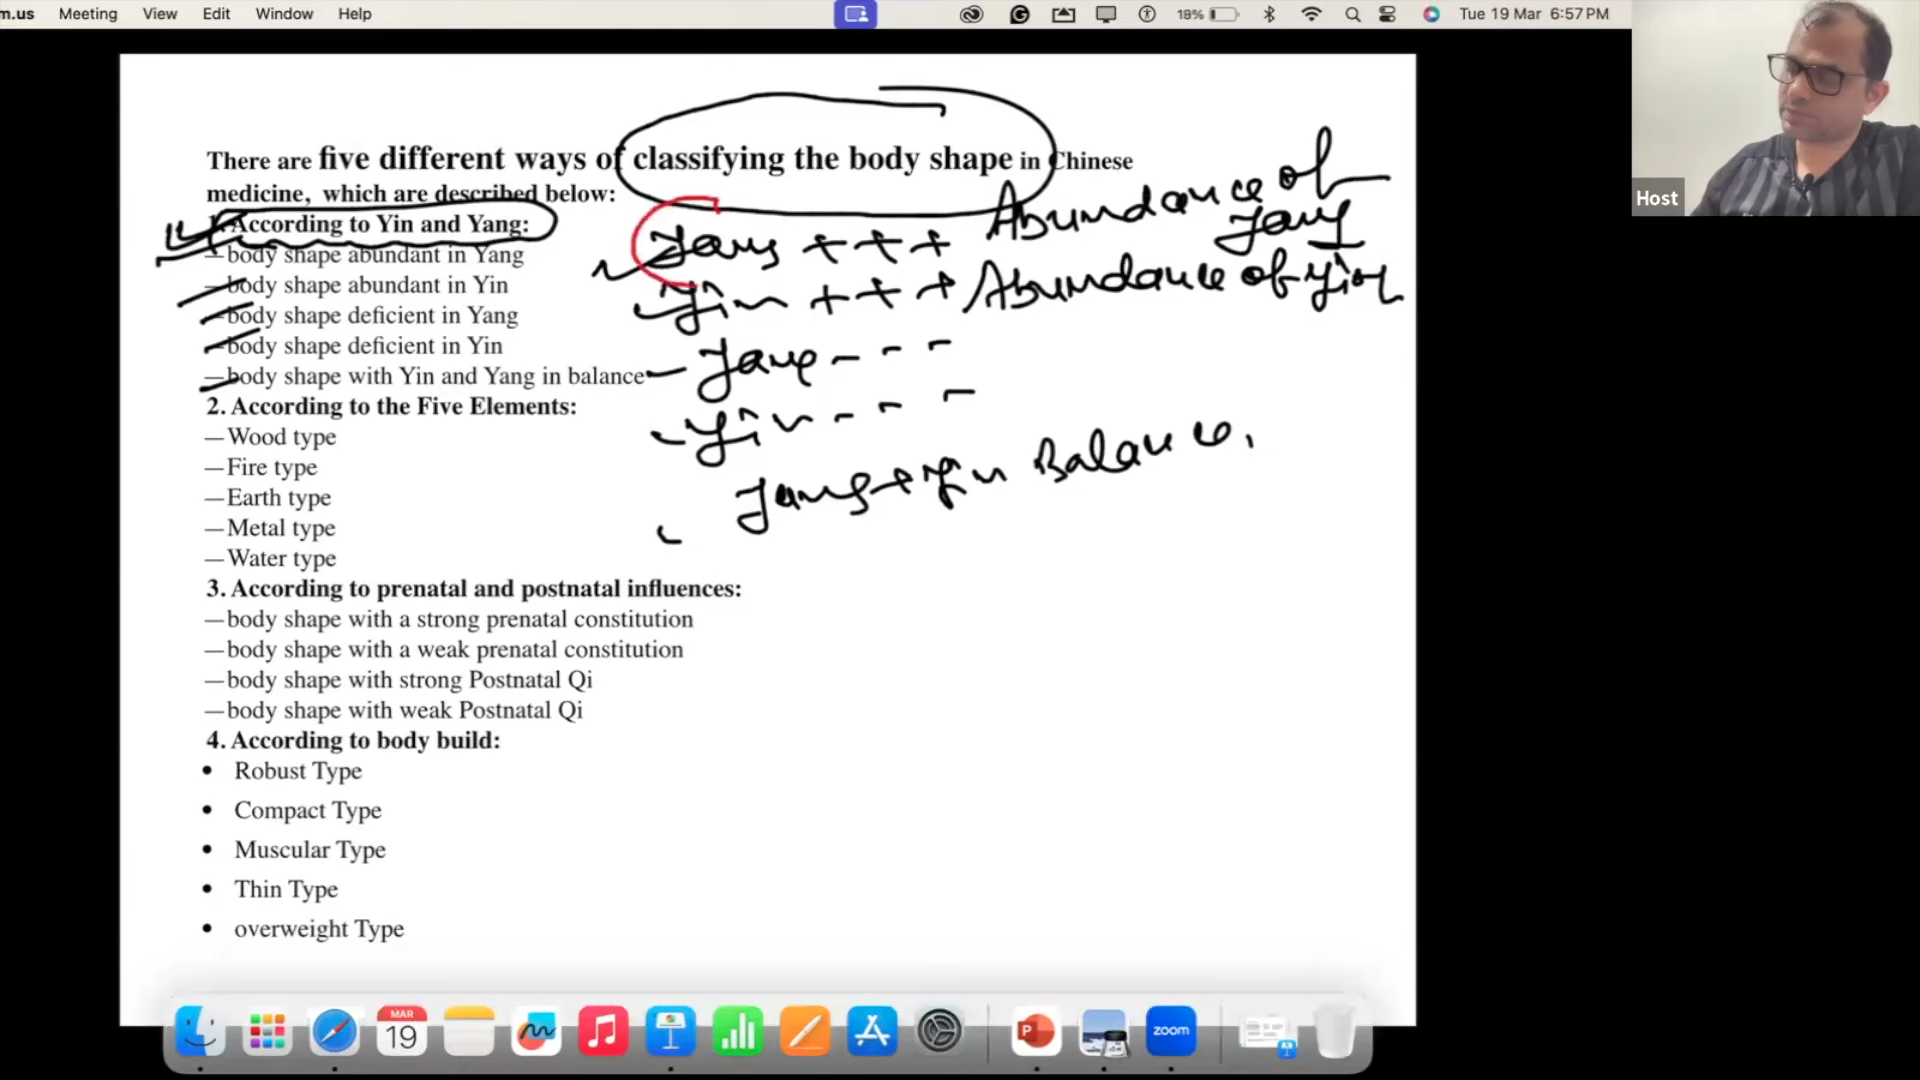 m.us Meeting View Edit Window Help 18% Tue 19 Mar 6:57 PM
Host
There are five different ways of classifying the body shape in Chinese
medicine, which are described below:
1. According to Yin and Yang:
—body shape abundant in Yang
—body shape abundant in Yin
—body shape deficient in Yang
—body shape deficient in Yin
—body shape with Yin and Yang in balance
2. According to the Five Elements:
—Wood type
—Fire type
—Earth type
—Metal type
—Water type
3. According to prenatal and postnatal influences:
—body shape with a strong prenatal constitution
—body shape with a weak prenatal constitution
—body shape with strong Postnatal Qi
—body shape with weak Postnatal Qi
4. According to body build:
• Robust Type
• Compact Type
• Muscular Type
• Thin Type
• overweight Type
Yang + + + Abundance of Yang
Yin + + + Abundance of Yin
Yang - - -
Yin - - -
Yang + Yin Balance.
MAR
19
P
zoom